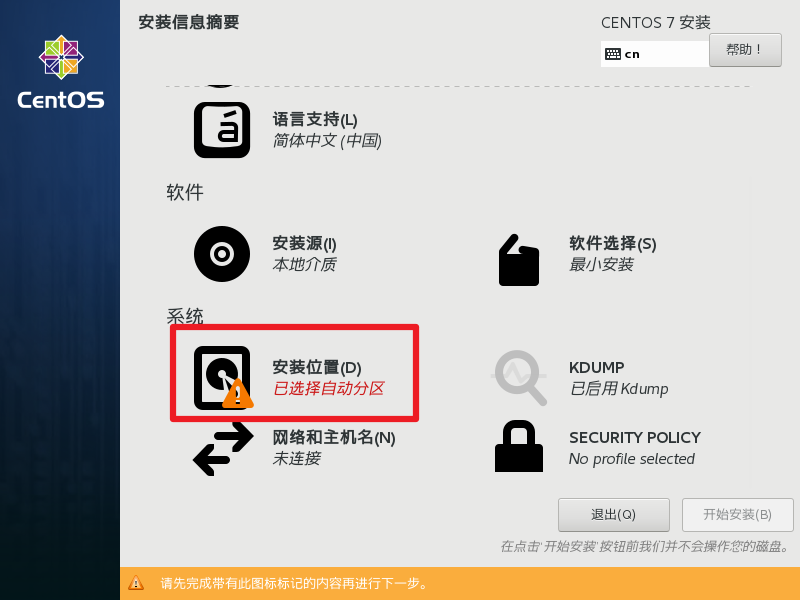 安装信息摘要
CENTOS 7 安装
cn
帮助！
CentOS
语言支持(L)
简体中文 (中国)
软件
安装源(I)
本地介质
软件选择(S)
最小安装
系统
安装位置(D)
已选择自动分区
KDUMP
已启用 Kdump
网络和主机名(N)
未连接
SECURITY POLICY
No profile selected
退出(Q)
开始安装(B)
在点击'开始安装'按钮前我们并不会操作您的磁盘。
请先完成带有此图标标记的内容再进行下一步。